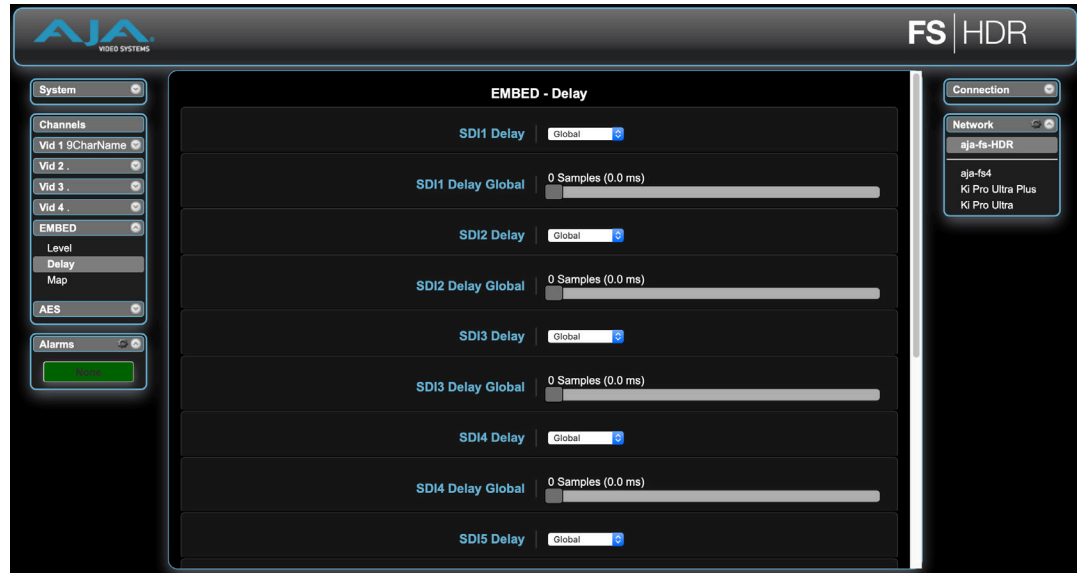 AJA
VIDEO SYSTEMS
FS HDR
System
Channels
Vid 1 9CharName
Vid 2 .
Vid 3 .
Vid 4 .
EMBED
Level
Delay
Map
AES
Alarms
None
EMBED - Delay
SDI1 Delay Global
SDI1 Delay Global 0 Samples (0.0 ms)
SDI2 Delay Global
SDI2 Delay Global 0 Samples (0.0 ms)
SDI3 Delay Global
SDI3 Delay Global 0 Samples (0.0 ms)
SDI4 Delay Global
SDI4 Delay Global 0 Samples (0.0 ms)
SDI5 Delay Global
Connection
Network
aja-fs-HDR
aja-fs4
Ki Pro Ultra Plus
Ki Pro Ultra